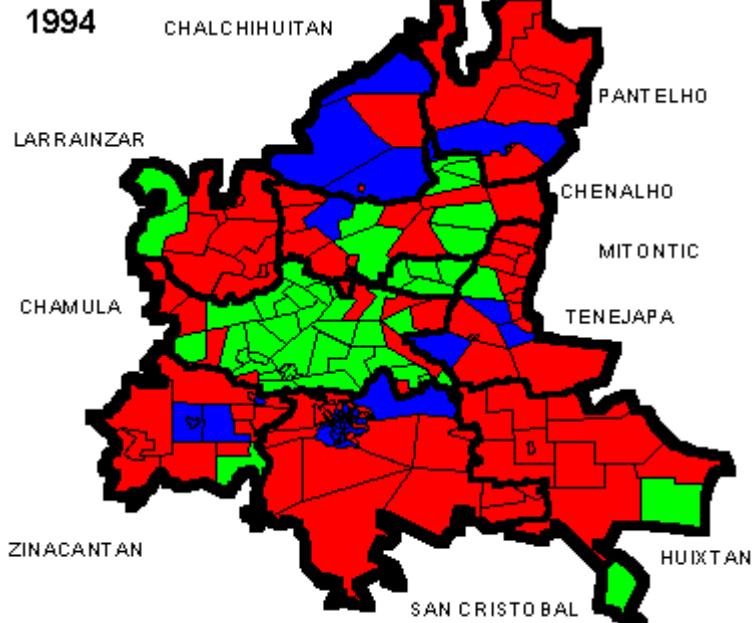 1994
CHALCHIHUITAN
PANTELHO
LARRAINZAR
CHENALHO
MITONTIC
CHAMULA
TENEJAPA
ZINACANTAN
HUIXTAN
SAN CRISTOBAL